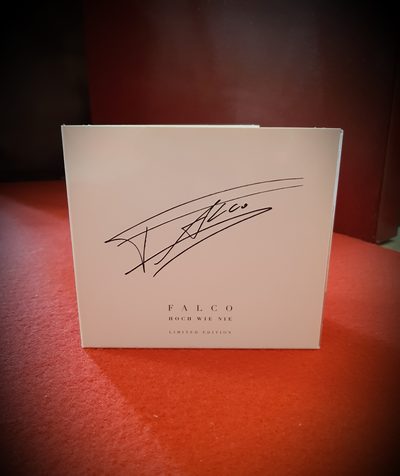 FALCO
FALCO
HOCH WIE NIE
LIMITED EDITION